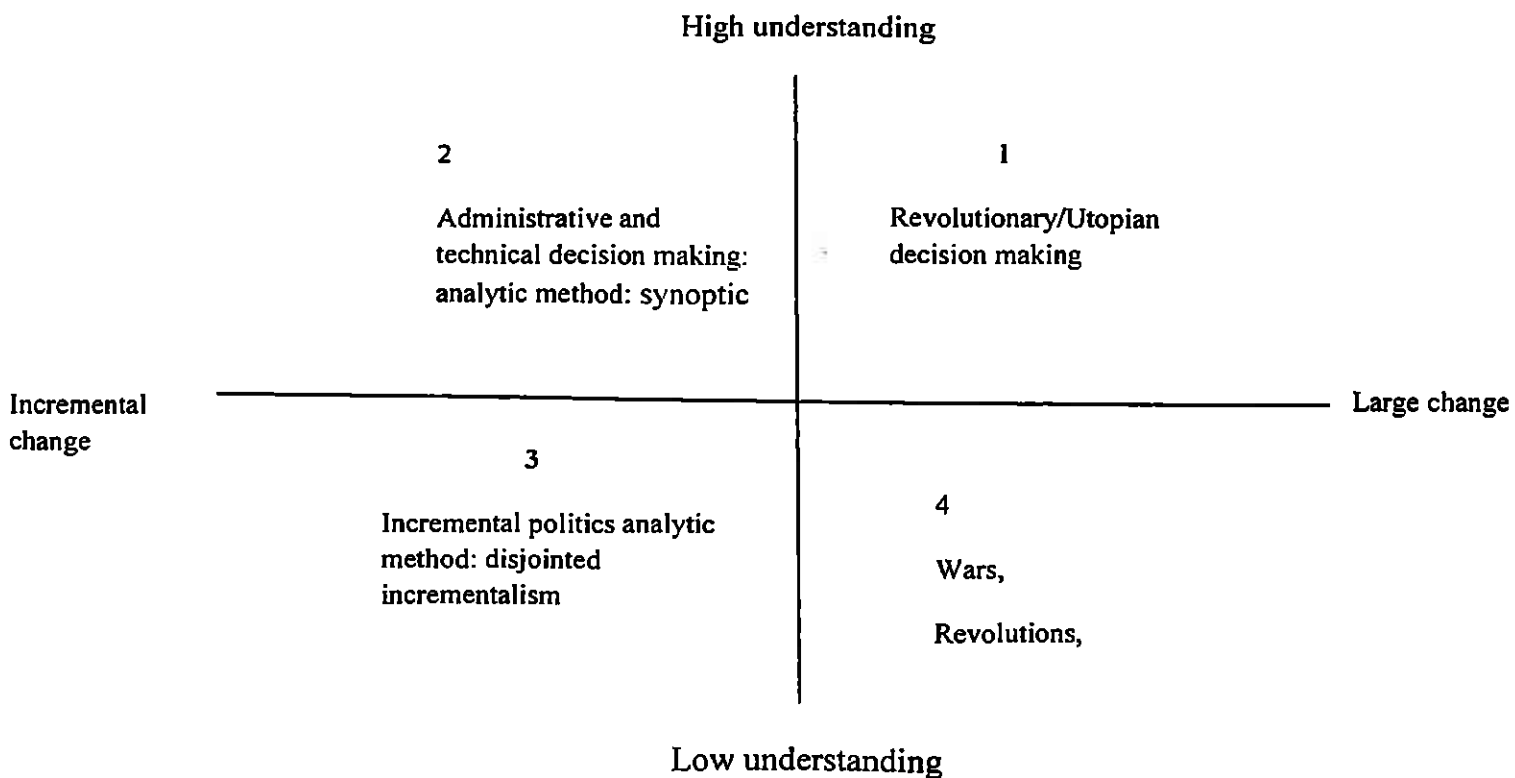 High understanding
2
1
Administrative and
technical decision making:
analytic method: synoptic
Revolutionary/Utopian
decision making
Incremental
change
Large change
3
Incremental politics analytic
method: disjointed
incrementalism
4
Wars,
Revolutions,
Low understanding